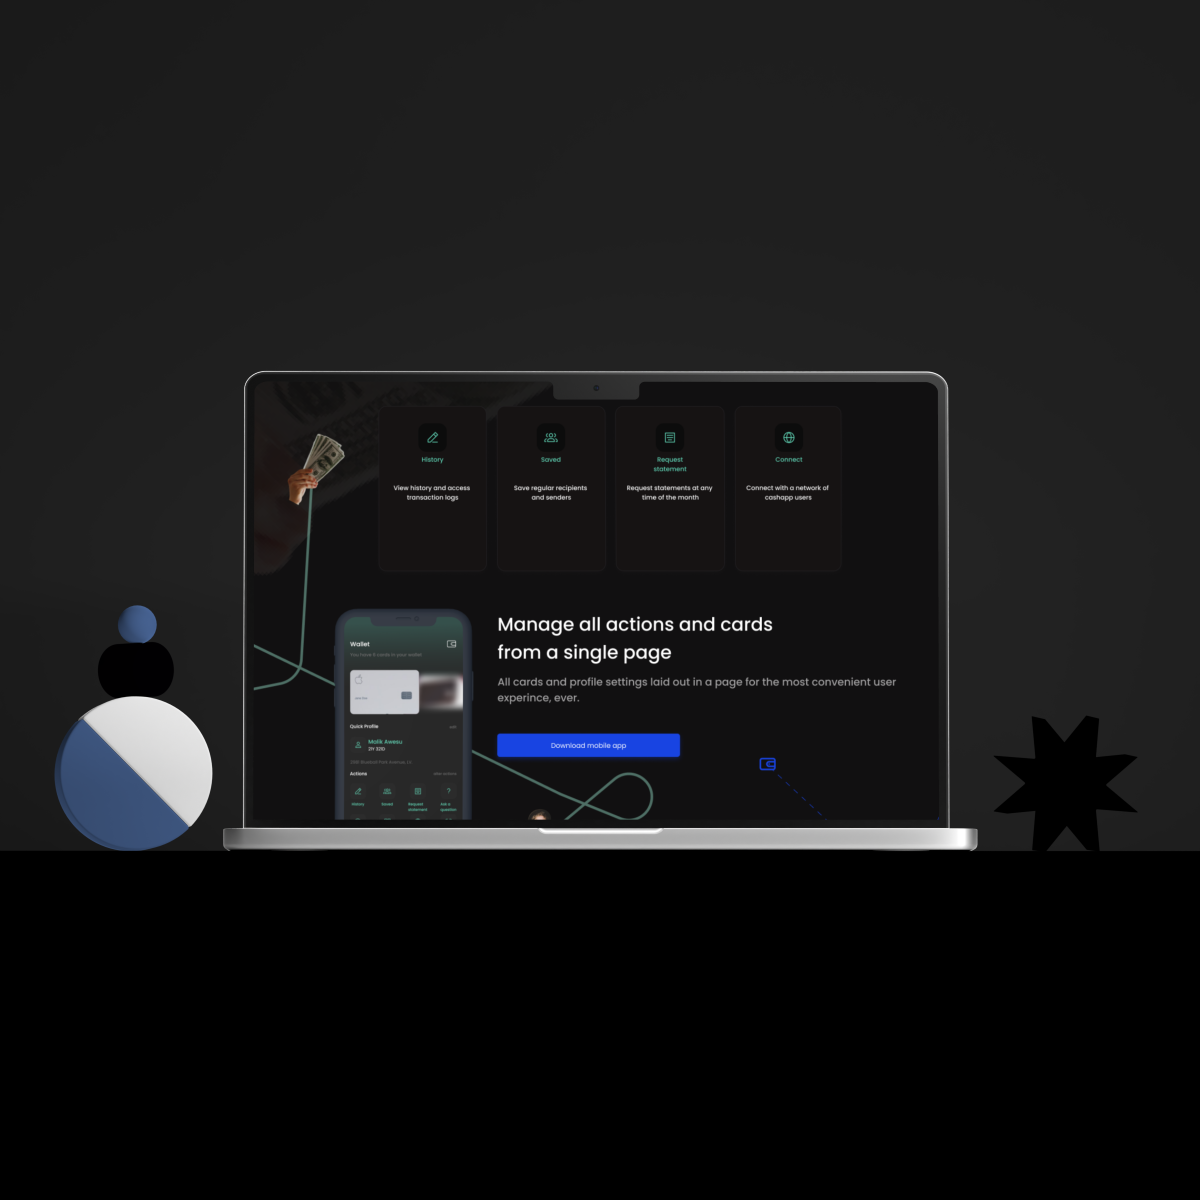 History
View history and access
transaction logs
Saved
Save regular recipients
and senders
Request
statement
Request statements at any
time of the month
Connect
Connect with a network of
cashapp users
Manage all actions and cards
from a single page
All cards and profile settings laid out in a page for the most convenient user
experince, ever.
Download mobile app
Wallet
You have 4 cards in your wallet
Quick Profile
edit
Malik Awesu
Actions
History
Saved
Request
statement
Ask a
question